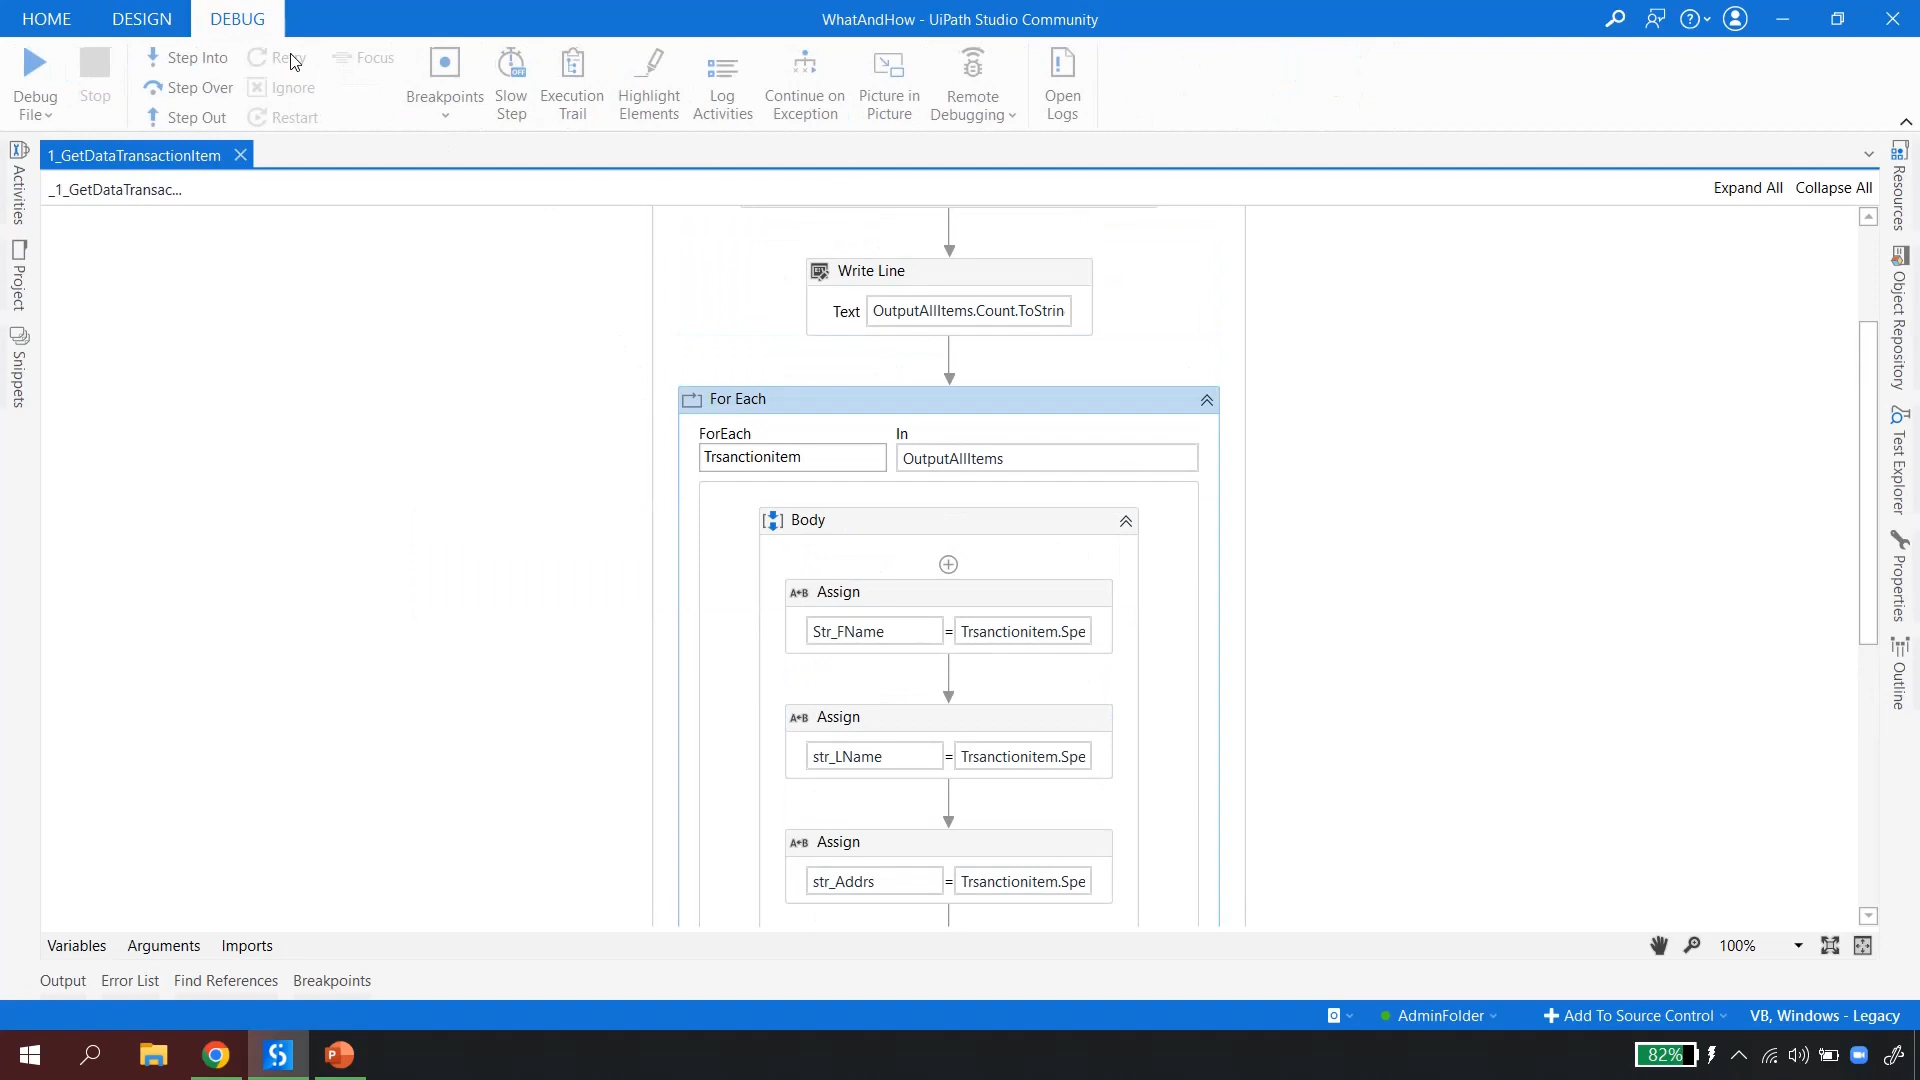 HOME DESIGN DEBUG WhatAndHow - UiPath Studio Community
Debug File
Stop
Step Into
Step Over
Step Out
Retry
Ignore
Restart
Focus
Breakpoints
Slow Step
Execution Trail
Highlight Elements
Log Activities
Continue on Exception
Picture in Picture
Remote Debugging
Open Logs
1_GetDataTransactionItem
_1_GetDataTransac...
Expand All Collapse All
Activities
Project
Snippets
Resources
Object Repository
Test Explorer
Properties
Outline
Write Line
Text OutputAllItems.Count.ToStrin
For Each
ForEach In
Trsanctionitem OutputAllItems
Body
A←B Assign
Str_FName = Trsanctionitem.Spe
A←B Assign
str_LName = Trsanctionitem.Spe
A←B Assign
str_Addrs = Trsanctionitem.Spe
Variables Arguments Imports 100%
Output Error List Find References Breakpoints
AdminFolder Add To Source Control VB, Windows - Legacy
82%